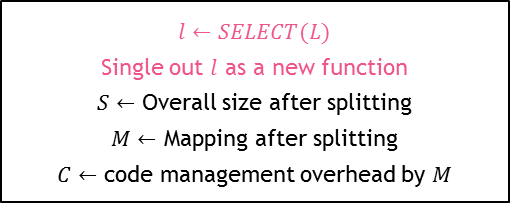 l ← SELECT(L)
Single out l as a new function
S ← Overall size after splitting
M ← Mapping after splitting
C ← code management overhead by M